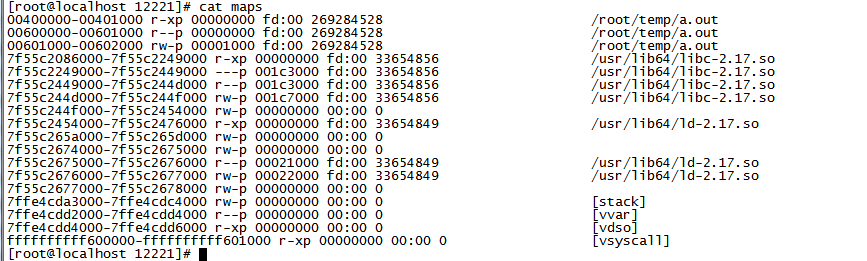 [root@localhost 12221]# cat maps
00400000-00401000 r-xp 00000000 fd:00 269284528 /root/temp/a.out
00600000-00601000 r--p 00000000 fd:00 269284528 /root/temp/a.out
00601000-00602000 rw-p 00001000 fd:00 269284528 /root/temp/a.out
7f55c2086000-7f55c2249000 r-xp 00000000 fd:00 33654856 /usr/lib64/libc-2.17.so
7f55c2249000-7f55c2449000 ---p 001c3000 fd:00 33654856 /usr/lib64/libc-2.17.so
7f55c2449000-7f55c244d000 r--p 001c3000 fd:00 33654856 /usr/lib64/libc-2.17.so
7f55c244d000-7f55c244f000 rw-p 001c7000 fd:00 33654856 /usr/lib64/libc-2.17.so
7f55c244f000-7f55c2454000 rw-p 00000000 00:00 0
7f55c2454000-7f55c2476000 r-xp 00000000 fd:00 33654849 /usr/lib64/ld-2.17.so
7f55c265a000-7f55c265d000 rw-p 00000000 00:00 0
7f55c2674000-7f55c2675000 rw-p 00000000 00:00 0
7f55c2675000-7f55c2676000 r--p 00021000 fd:00 33654849 /usr/lib64/ld-2.17.so
7f55c2676000-7f55c2677000 rw-p 00022000 fd:00 33654849 /usr/lib64/ld-2.17.so
7f55c2677000-7f55c2678000 rw-p 00000000 00:00 0
7ffe4cda3000-7ffe4cdc4000 rw-p 00000000 00:00 0 [stack]
7ffe4cdd2000-7ffe4cdd4000 r--p 00000000 00:00 0 [vvar]
7ffe4cdd4000-7ffe4cdd6000 r-xp 00000000 00:00 0 [vdso]
ffffffffff600000-ffffffffff601000 r-xp 00000000 00:00 0 [vsyscall]
[root@localhost 12221]#